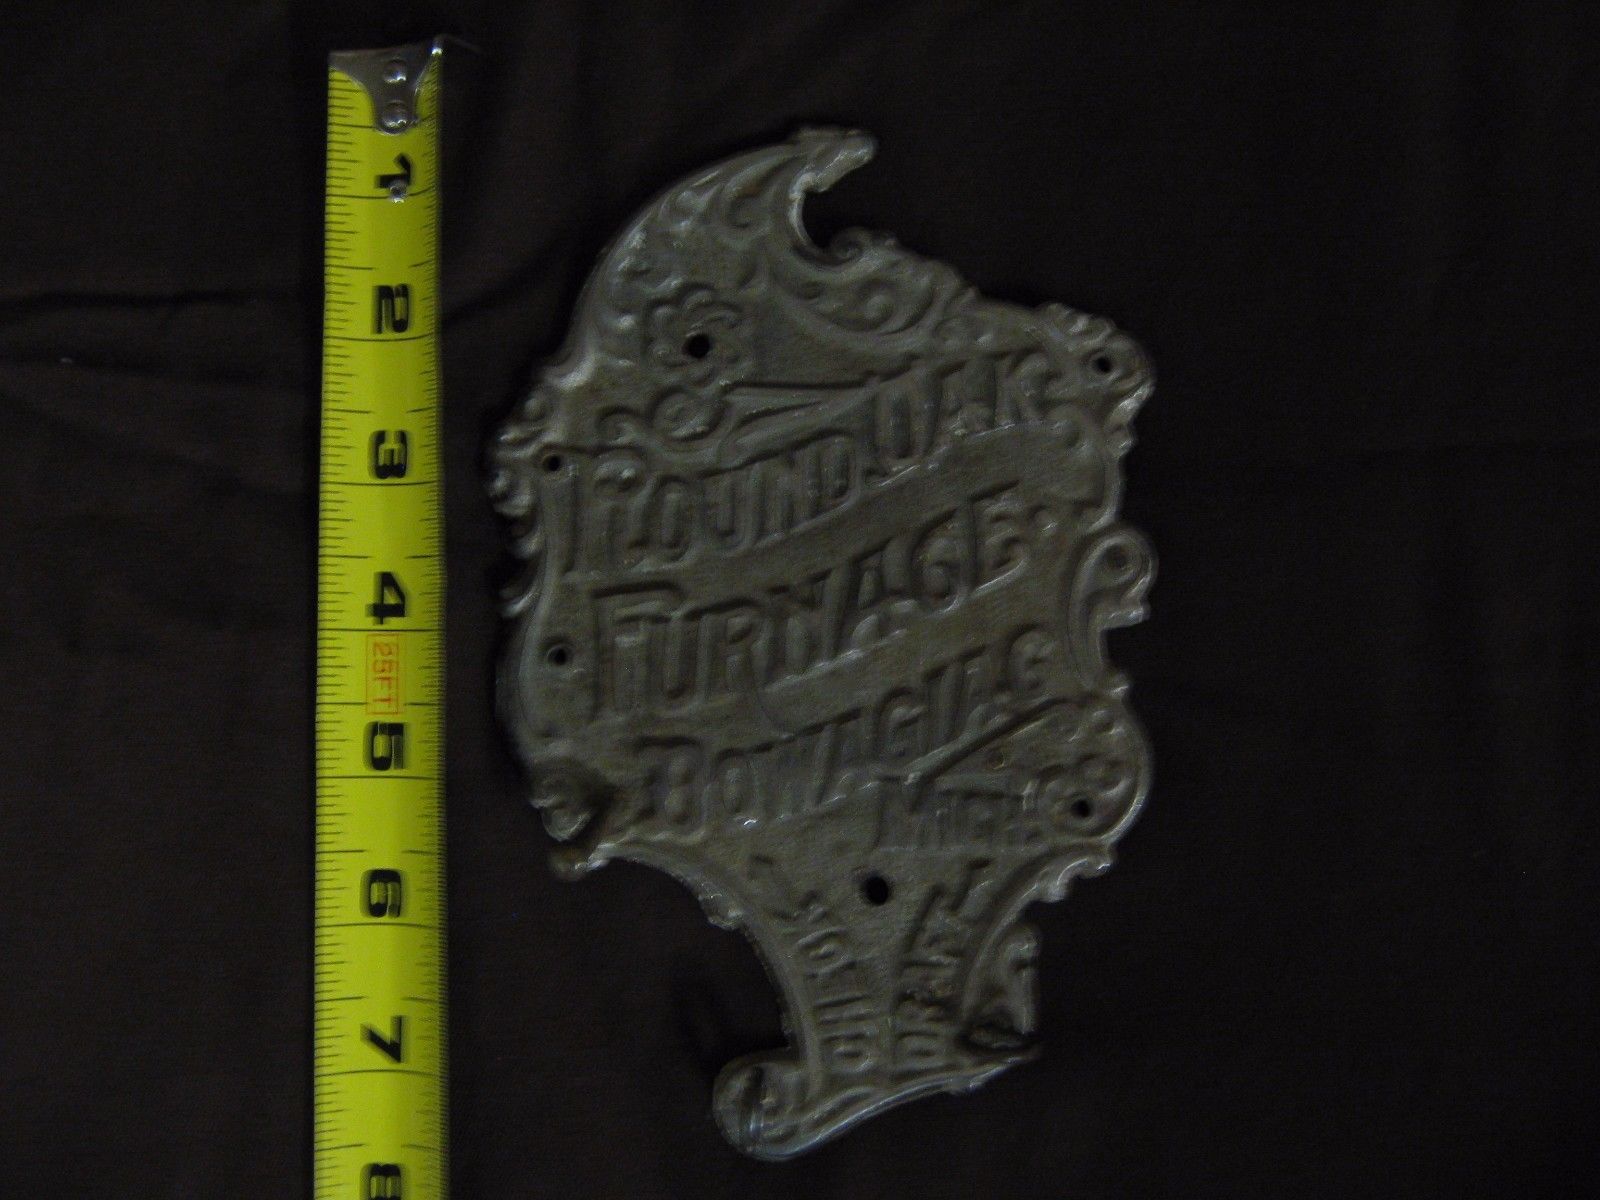 1
2
3
4
25FT
5
6
7
8
ROUND OAK
FURNACE
DOWAGIAC
MICH.